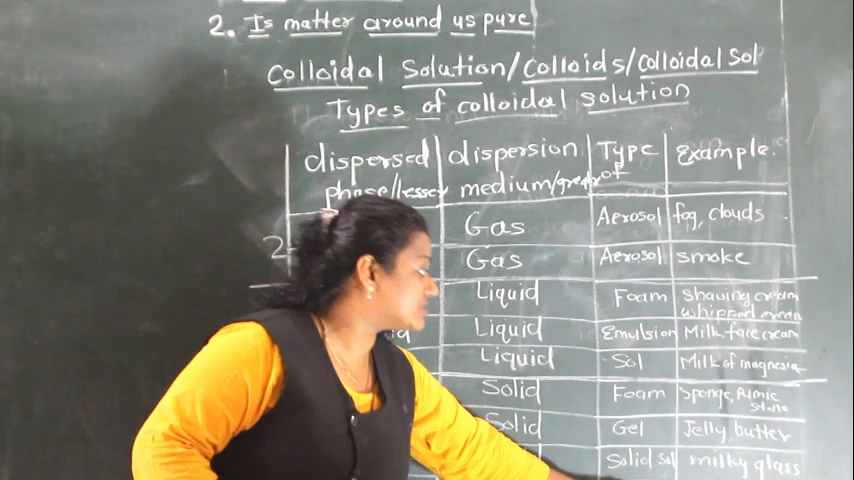 2. Is matter around us pure
Colloidal Solution/Colloids/Colloidal Sol
Types of colloidal solution
dispersed dispersion Type Example.
phase/lesser medium/greater of
Gas Aerosol fog, clouds
2 Gas Aerosol smoke
Liquid Foam Shaving cream
whipped cream
Liquid Emulsion Milk, face cream
Liquid Sol Milk of magnesia
Solid Foam Sponge, Pumic
Stone
Solid Gel Jelly, butter
Solid sol milky glass